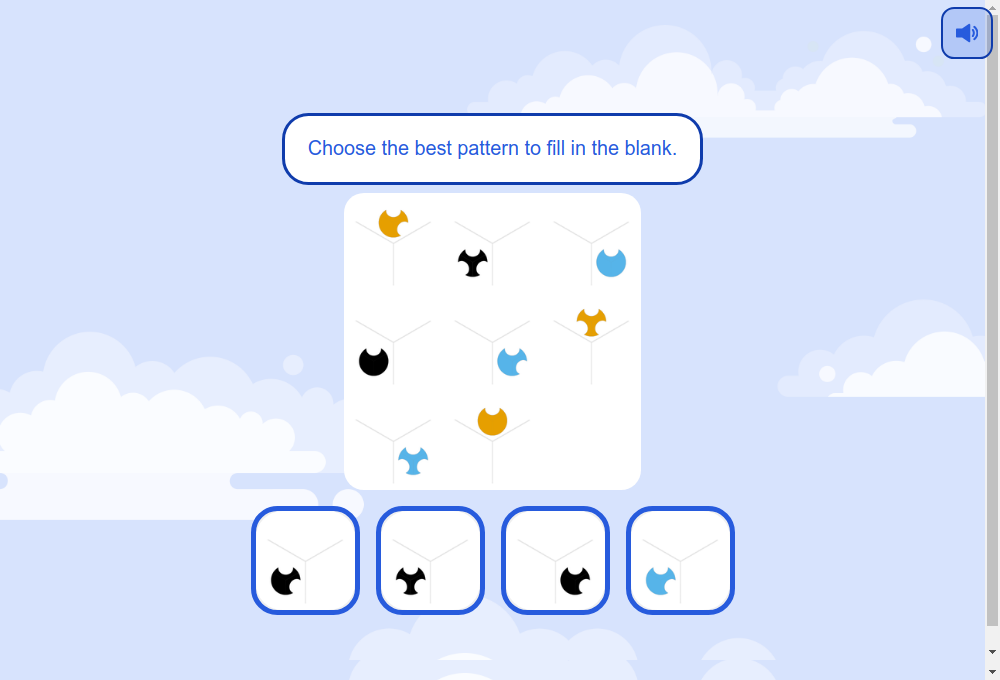 Choose the best pattern to fill in the blank.